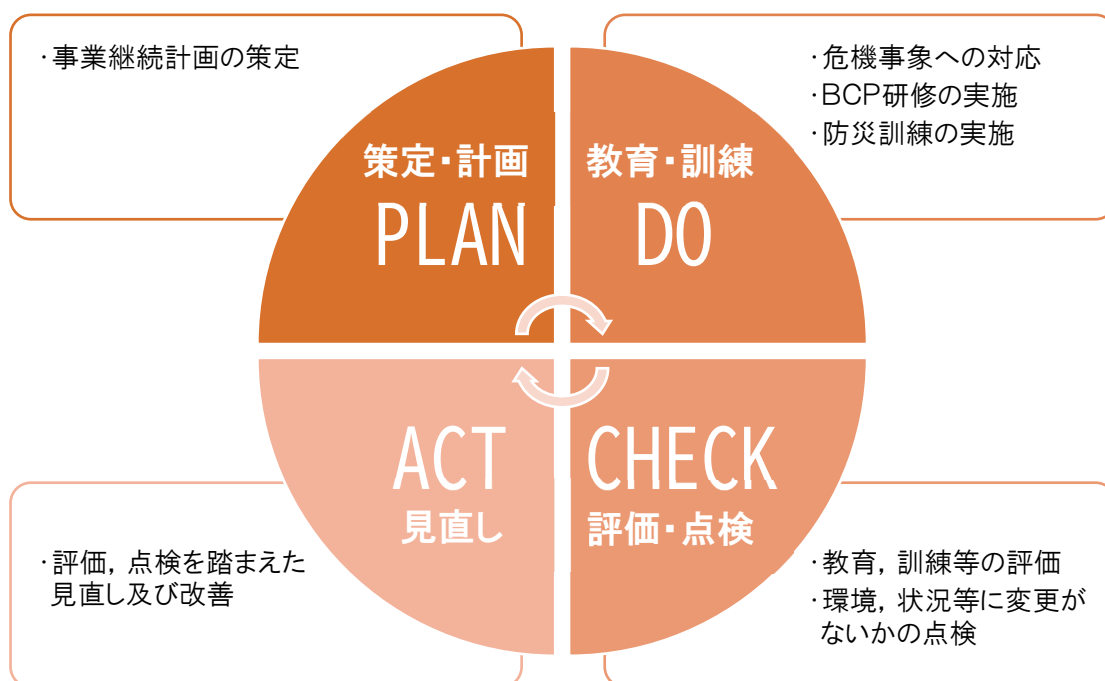 ・事業継続計画の策定
策定・計画
PLAN
・危機事象への対応
・BCP研修の実施
・防災訓練の実施
教育・訓練
DO
ACT
見直し
・評価，点検を踏まえた
見直し及び改善
CHECK
評価・点検
・教育，訓練等の評価
・環境，状況等に変更が
ないかの点検